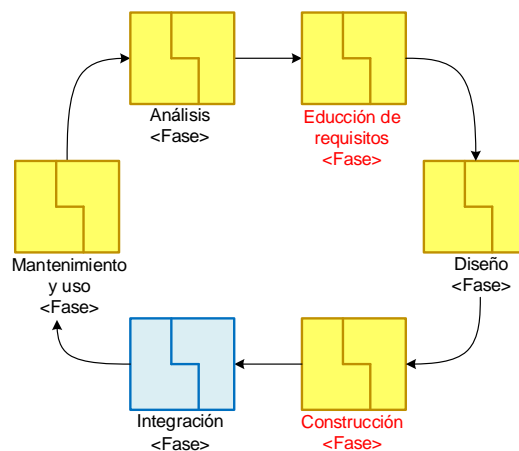 Análisis
<Fase>
Educción de
requisitos
<Fase>
Mantenimiento
y uso
<Fase>
Diseño
<Fase>
Integración
<Fase>
Construcción
<Fase>